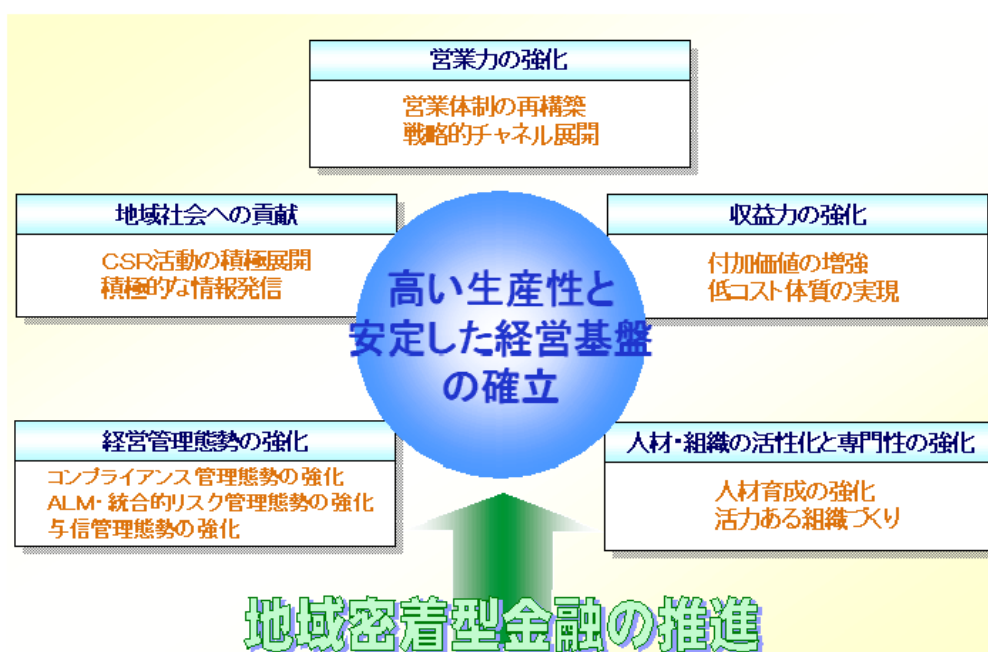 営業力の強化
営業体制の再構築
戦略的チャネル展開
地域社会への貢献
CSR活動の積極展開
積極的な情報発信
収益力の強化
付加価値の増強
低コスト体質の実現
高い生産性と
安定した経営基盤
の確立
経営管理態勢の強化
コンプライアンス管理態勢の強化
ALM・統合的リスク管理態勢の強化
与信管理態勢の強化
人材・組織の活性化と専門性の強化
人材育成の強化
活力ある組織づくり
地域密着型金融の推進